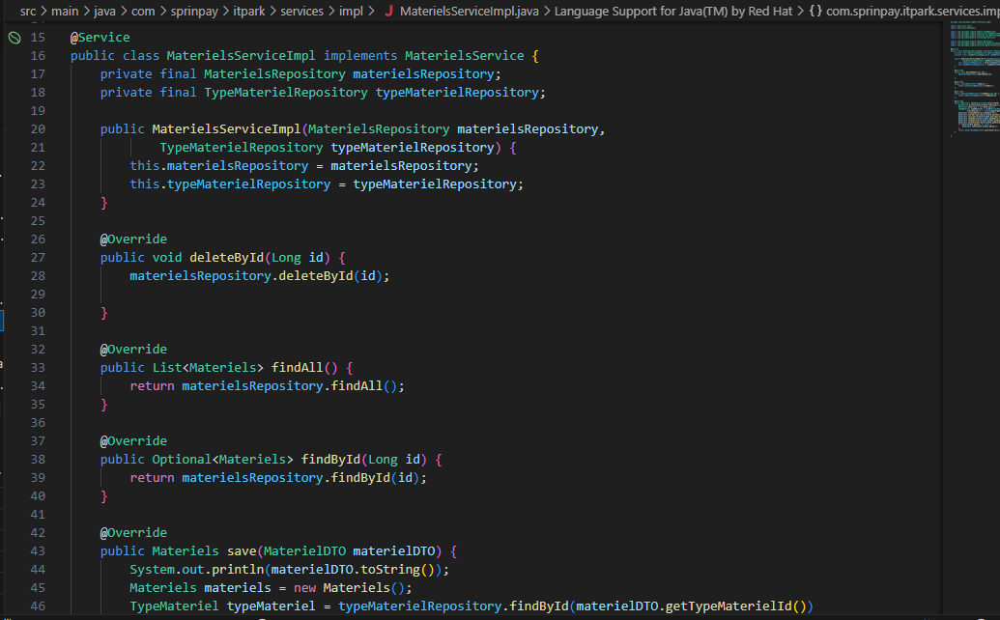 src > main > java > com > sprinpay > itpark > services > impl > J MaterielsServiceImpl.java > Language Support for Java(TM) by Red Hat > {} com.sprinpay.itpark.services.imp
15 @Service
16 public class MaterielsServiceImpl implements MaterielsService {
17 private final MaterielsRepository materielsRepository;
18 private final TypeMaterielRepository typeMaterielRepository;
19
20 public MaterielsServiceImpl(MaterielsRepository materielsRepository,
21 TypeMaterielRepository typeMaterielRepository) {
22 this.materielsRepository = materielsRepository;
23 this.typeMaterielRepository = typeMaterielRepository;
24 }
25
26 @Override
27 public void deleteById(Long id) {
28 materielsRepository.deleteById(id);
29
30 }
31
32 @Override
33 public List<Materiels> findAll() {
34 return materielsRepository.findAll();
35 }
36
37 @Override
38 public Optional<Materiels> findById(Long id) {
39 return materielsRepository.findById(id);
40 }
41
42 @Override
43 public Materiels save(MaterielDTO materielDTO) {
44 System.out.println(materielDTO.toString());
45 Materiels materiels = new Materiels();
46 TypeMateriel typeMateriel = typeMaterielRepository.findById(materielDTO.getTypeMaterielId())